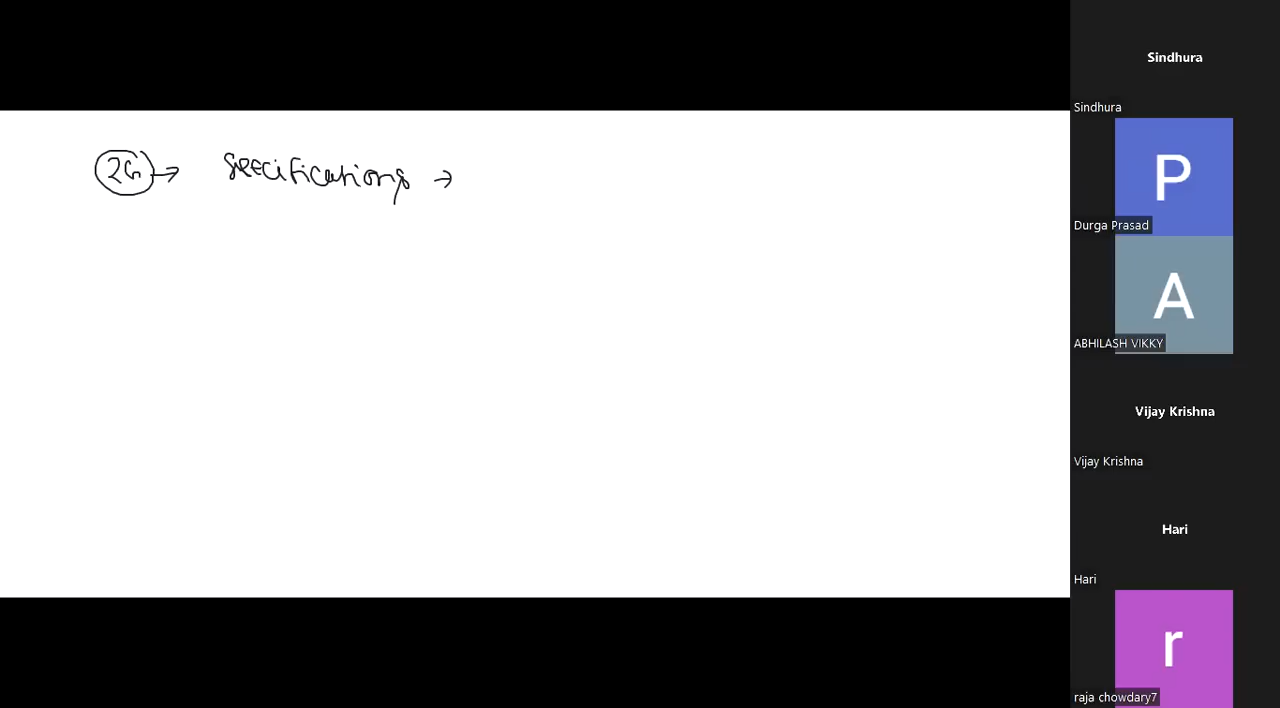 2G → Specifications →
Sindhura
Sindhura
P
Durga Prasad
A
ABHILASH VIKKY
Vijay Krishna
Vijay Krishna
Hari
Hari
r
raja chowdary7